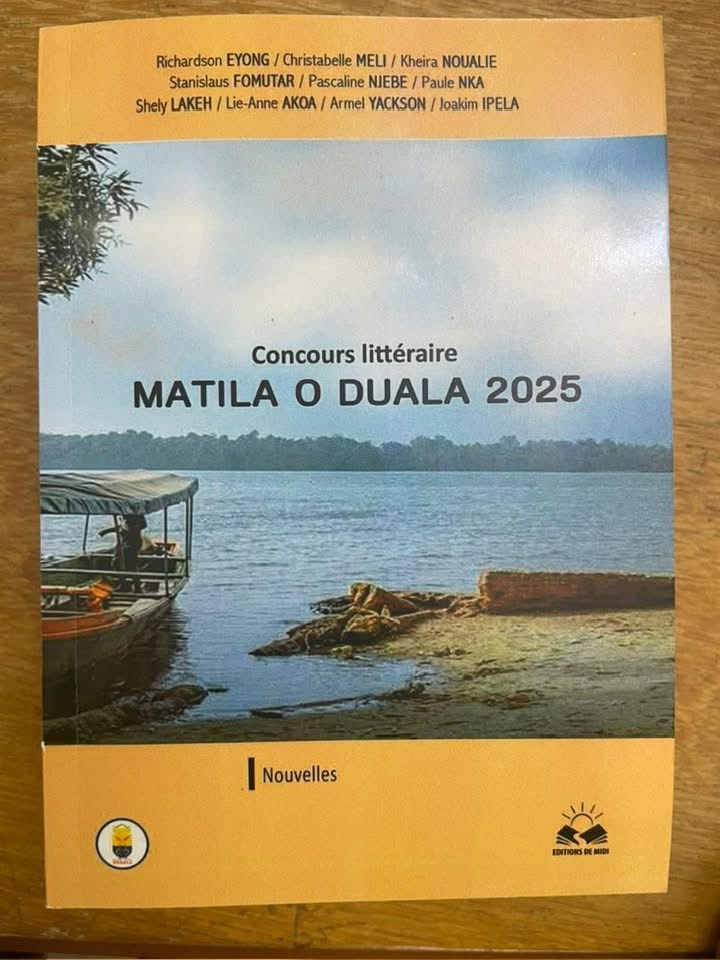 Richardson EYONG / Christabelle MELI / Kheira NOUALIE
Stanislaus FOMUTAR / Pascaline NJEBE / Paule NKA
Shely LAKEH / Lie-Anne AKOA / Armel YACKSON / Joakim IPELA
Concours littéraire
MATILA O DUALA 2025
Nouvelles
EDITIONS DE MIDI